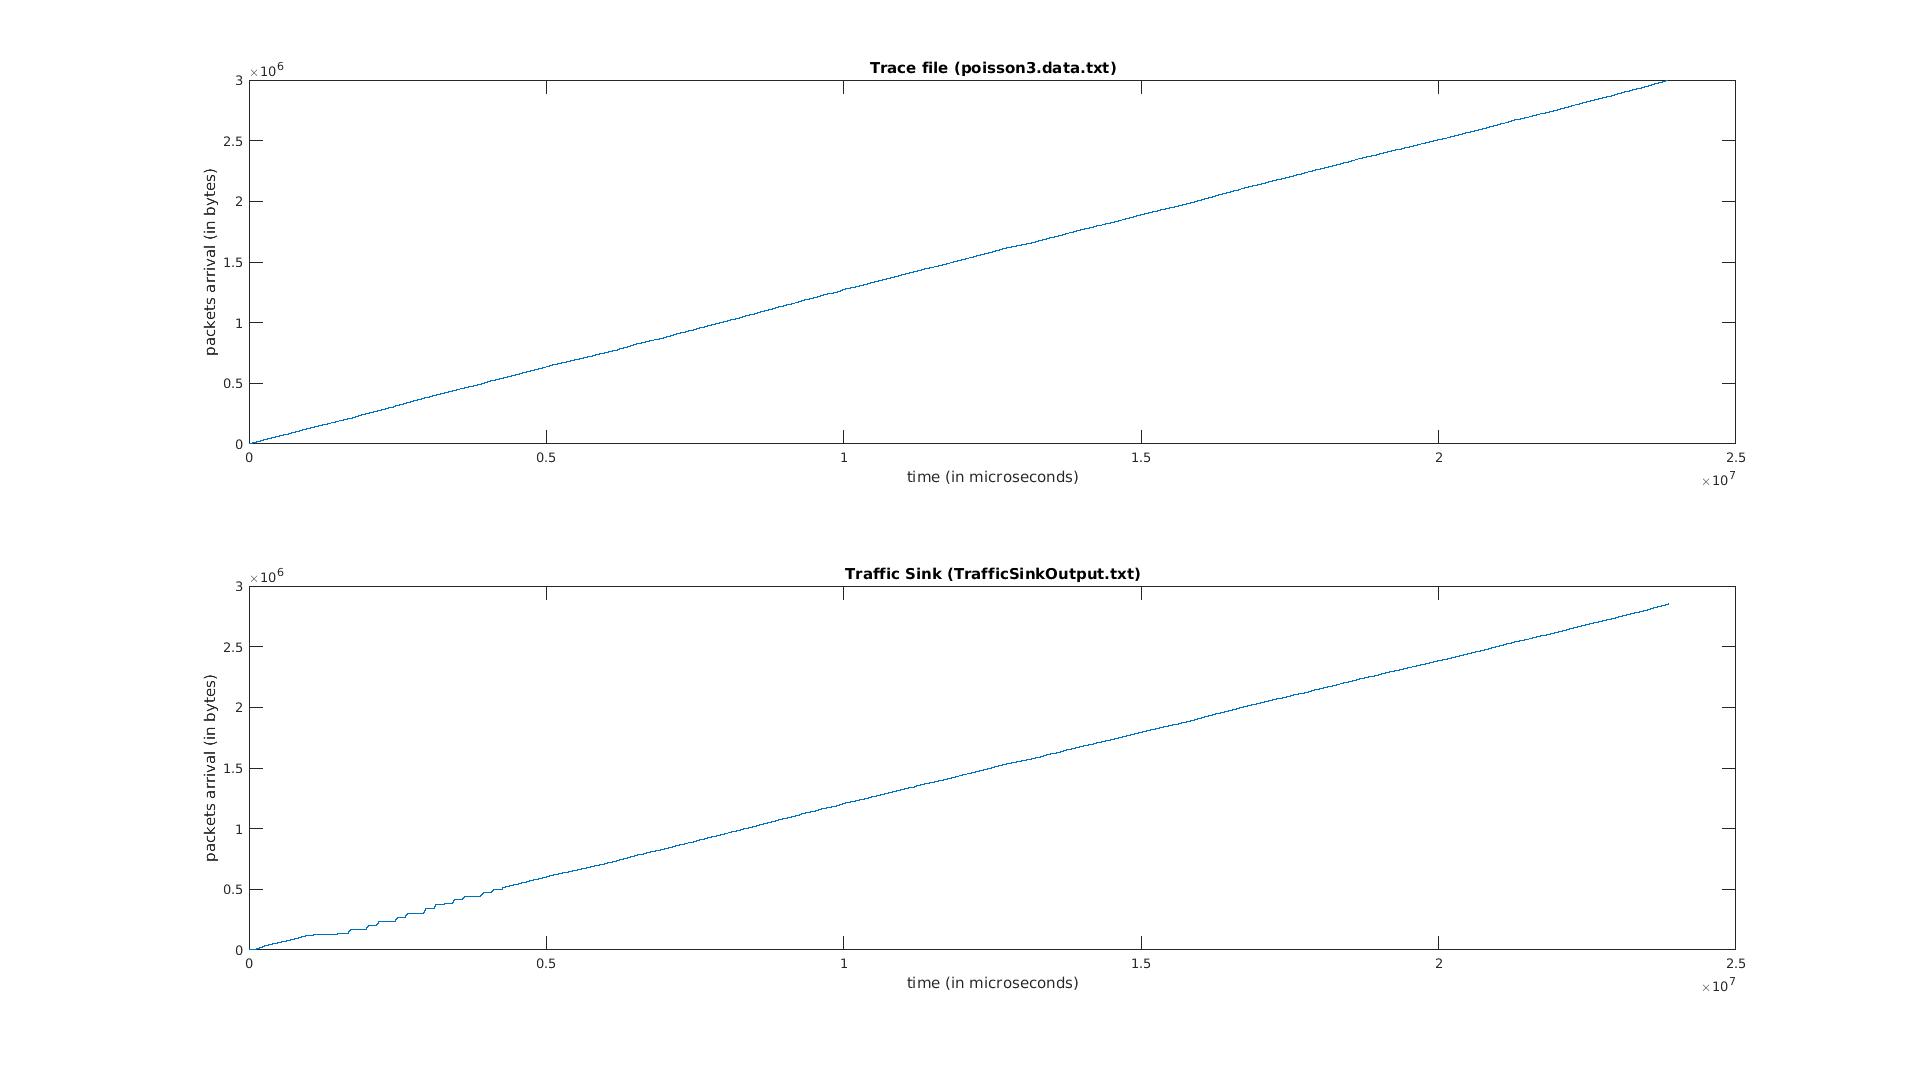 Trace file (poisson3.data.txt)
×10^6
3
2.5
2
1.5
1
0.5
0
packets arrival (in bytes)
0 0.5 1 1.5 2 2.5
time (in microseconds)
×10^7
Traffic Sink (TrafficSinkOutput.txt)
×10^6
3
2.5
2
1.5
1
0.5
0
packets arrival (in bytes)
0 0.5 1 1.5 2 2.5
time (in microseconds)
×10^7